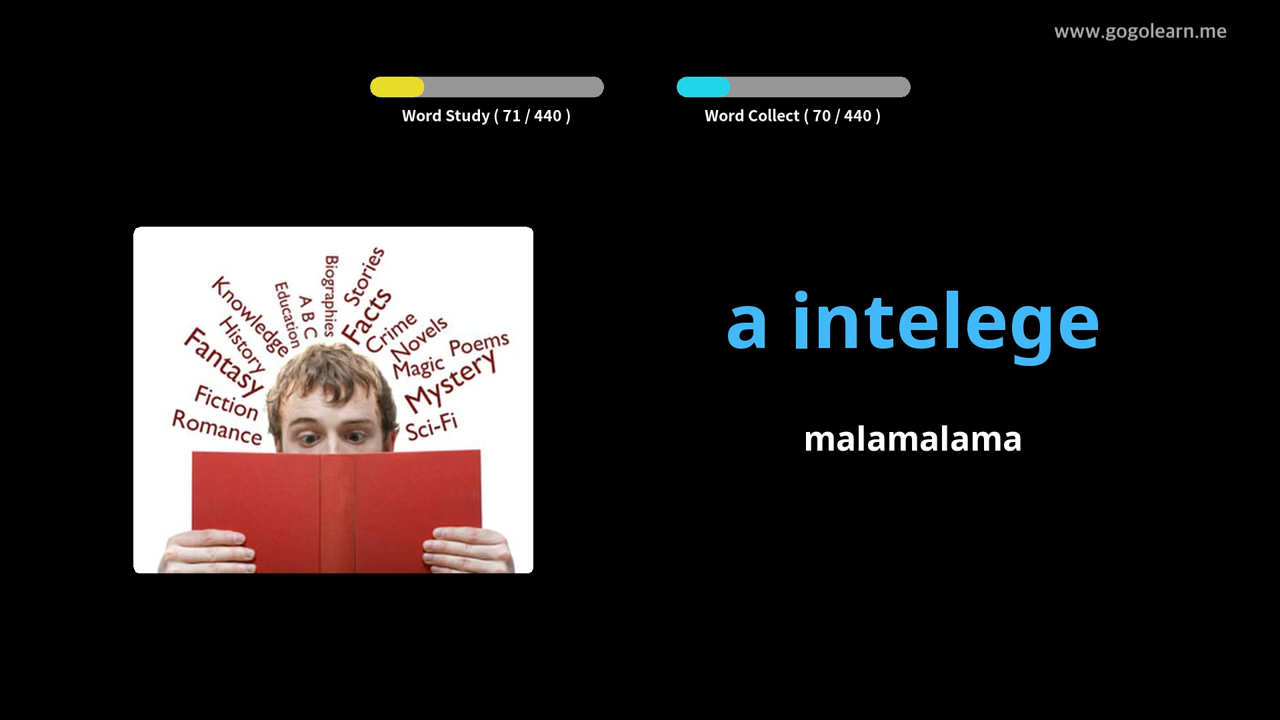 www.gogolearn.me
Word Study ( 71 / 440 )
Word Collect ( 70 / 440 )
a intelege
malamalama
Knowledge
History
Fantasy
Fiction
Romance
Education
A B C
Biographies
Stories
Facts
Crime
Novels
Magic
Poems
Mystery
Sci-Fi